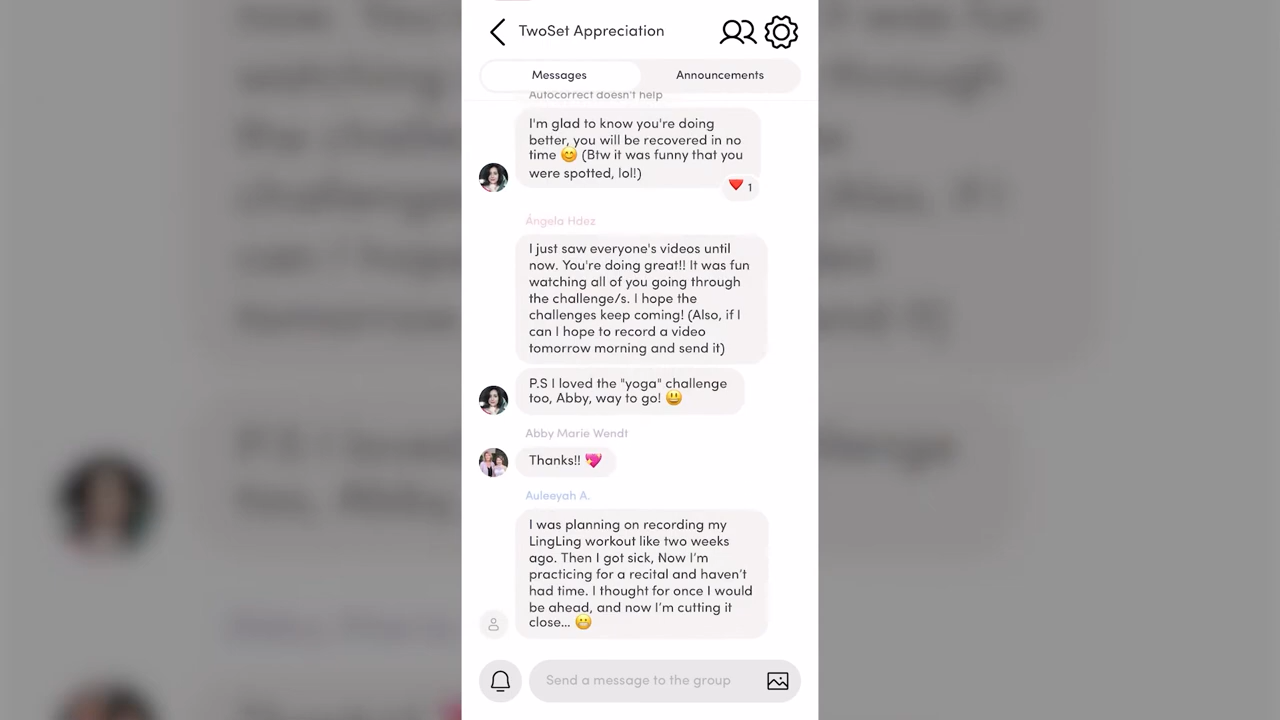 TwoSet Appreciation
Messages
Announcements
Autocorrect doesn't help
I'm glad to know you're doing
better, you will be recovered in no
time 😊 (Btw it was funny that you
were spotted, lol!)
❤️ 1
Ángela Hdez
I just saw everyone's videos until
now. You're doing great!! It was fun
watching all of you going through
the challenge/s. I hope the
challenges keep coming! (Also, if I
can I hope to record a video
tomorrow morning and send it)
P.S I loved the "yoga" challenge
too, Abby, way to go! 😃
Abby Marie Wendt
Thanks!! 💖
Auleeyah A.
I was planning on recording my
LingLing workout like two weeks
ago. Then I got sick, Now I'm
practicing for a recital and haven't
had time. I thought for once I would
be ahead, and now I'm cutting it
close... 😬
Send a message to the group